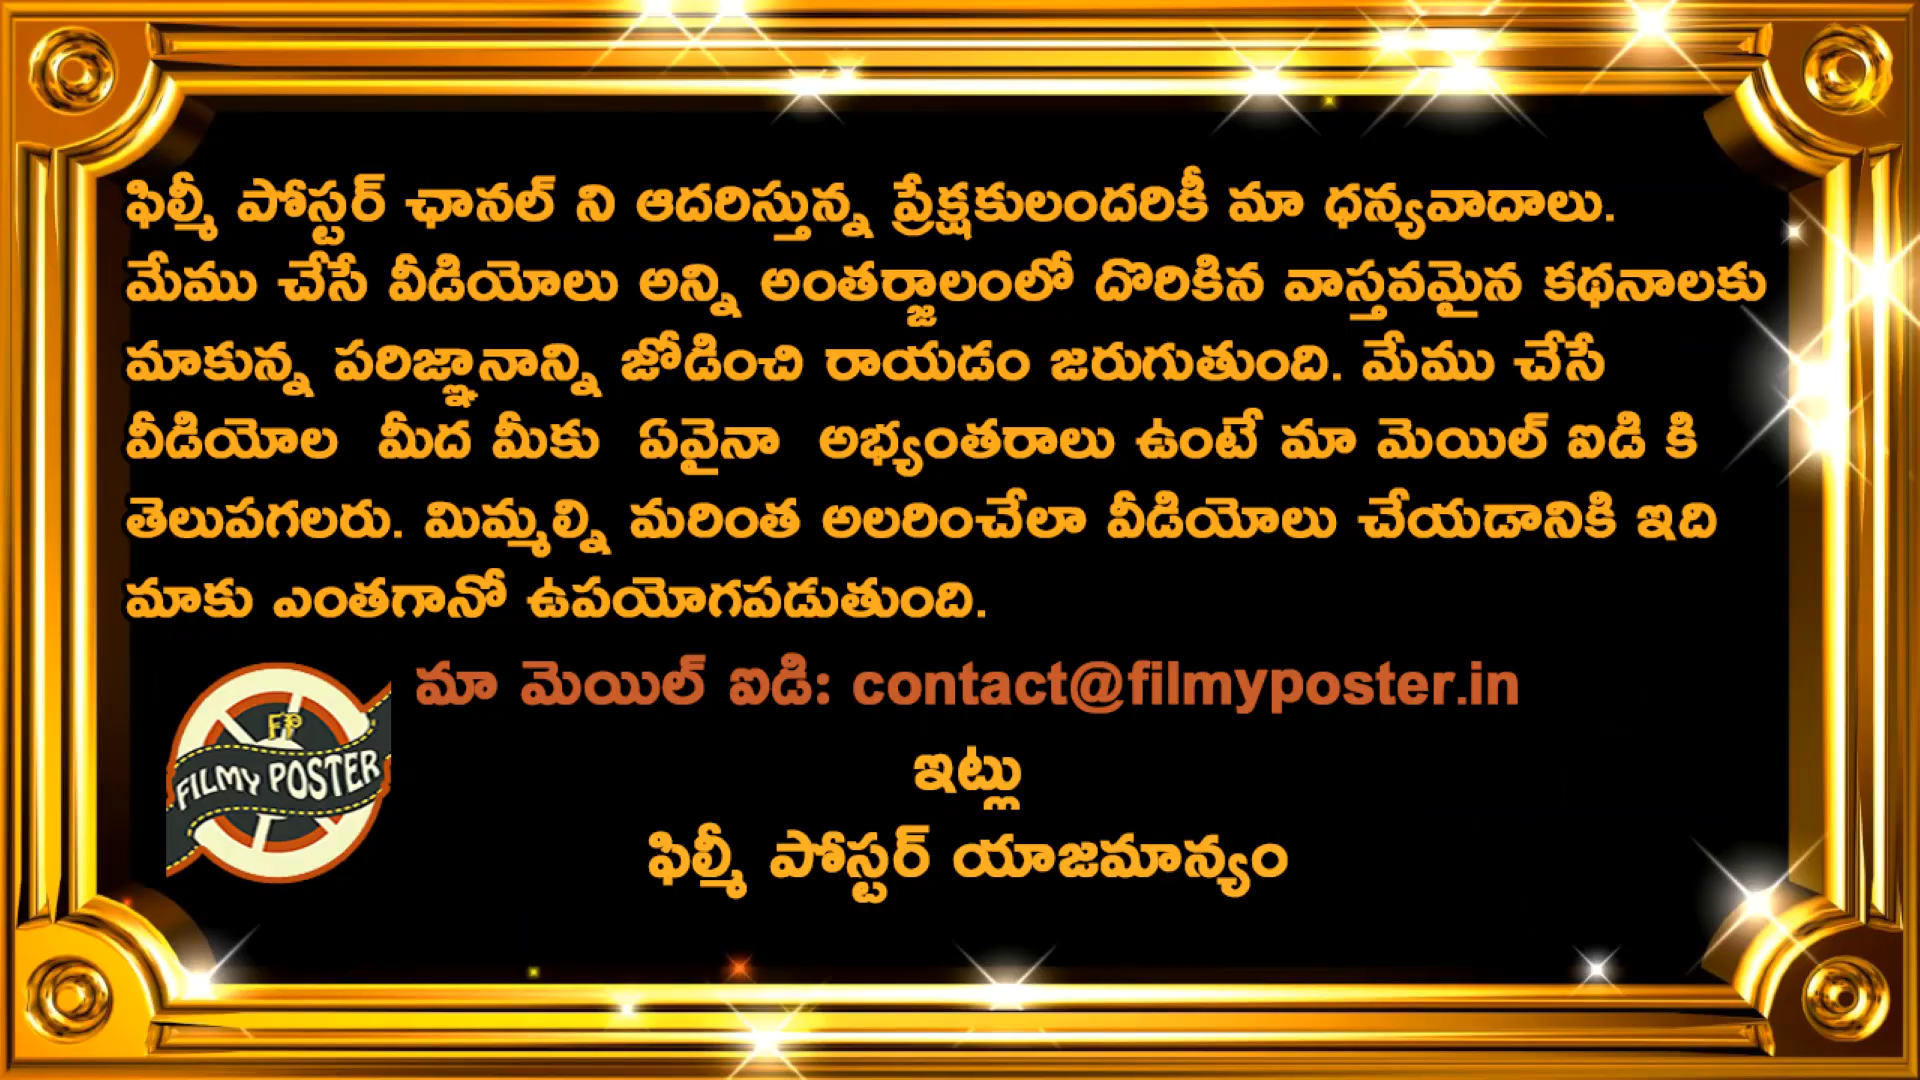 ఫిల్మీ పోస్టర్ ఛానల్ ని ఆదరిస్తున్న ప్రేక్షకులందరికీ మా ధన్యవాదాలు.
మేము చేసే వీడియోలు అన్ని అంతర్జాలంలో దొరికిన వాస్తవమైన కథనాలకు
మాకున్న పరిజ్ఞానాన్ని జోడించి రాయడం జరుగుతుంది. మేము చేసే
వీడియోల మీద మీకు ఏవైనా అభ్యంతరాలు ఉంటే మా మెయిల్ ఐడి కి
తెలుపగలరు. మిమ్మల్ని మరింత అలరించేలా వీడియోలు చేయడానికి ఇది
మాకు ఎంతగానో ఉపయోగపడుతుంది.
మా మెయిల్ ఐడి: contact@filmyposter.in
FP
FILMY POSTER
ఇట్లు
ఫిల్మీ పోస్టర్ యాజమాన్యం